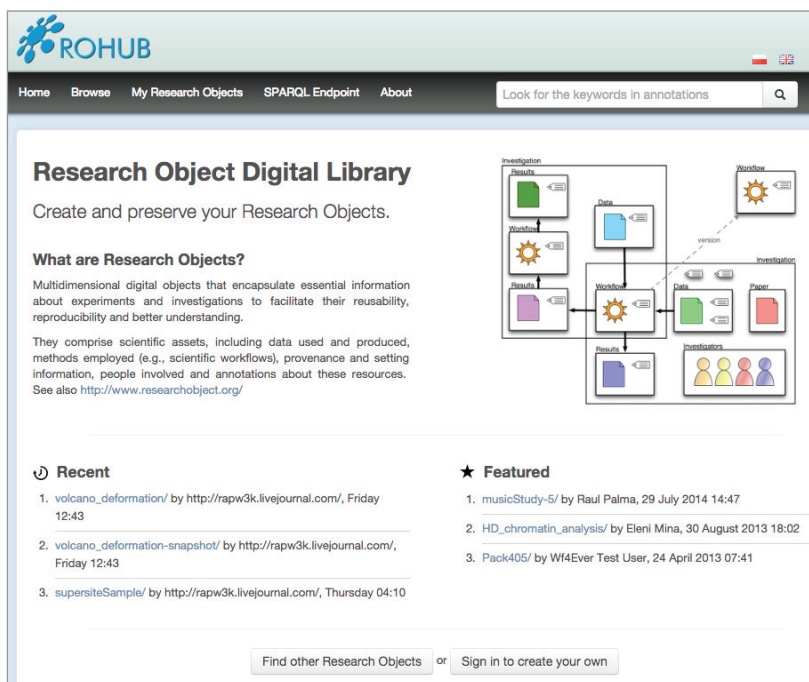 ROHUB
Home Browse My Research Objects SPARQL Endpoint About
Look for the keywords in annotations
Research Object Digital Library
Create and preserve your Research Objects.
What are Research Objects?
Multidimensional digital objects that encapsulate essential information
about experiments and investigations to facilitate their reusability,
reproducibility and better understanding.
They comprise scientific assets, including data used and produced,
methods employed (e.g., scientific workflows), provenance and setting
information, people involved and annotations about these resources.
See also http://www.researchobject.org/
Investigation
Results
Workflow
Data
Workflow
version
Investigation
Results
Workflow
Data
Paper
Results
Investigators
Recent
1. volcano_deformation/ by http://rapw3k.livejournal.com/, Friday
12:43
2. volcano_deformation-snapshot/ by http://rapw3k.livejournal.com/,
Friday 12:43
3. supersiteSample/ by http://rapw3k.livejournal.com/, Thursday 04:10
Featured
1. musicStudy-5/ by Raul Palma, 29 July 2014 14:47
2. HD_chromatin_analysis/ by Eleni Mina, 30 August 2013 18:02
3. Pack405/ by Wf4Ever Test User, 24 April 2013 07:41
Find other Research Objects or Sign in to create your own